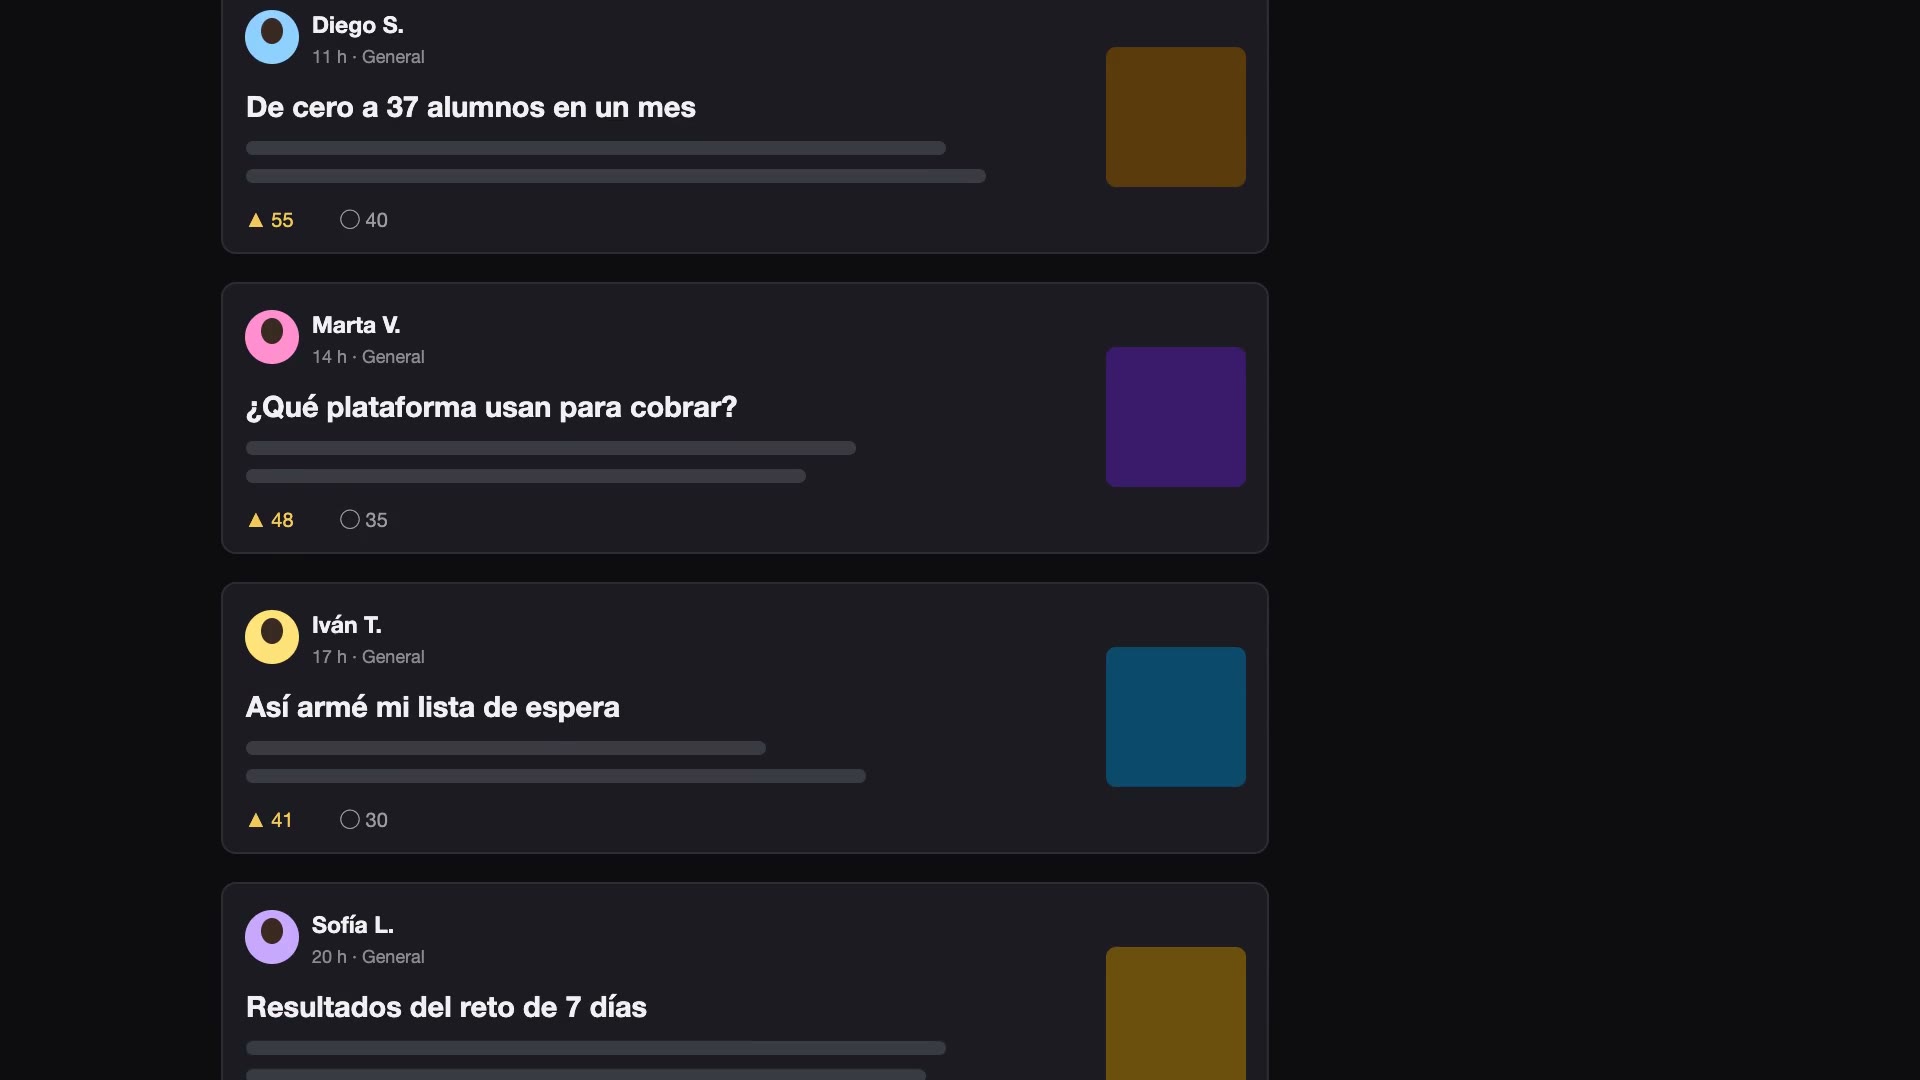 Diego S.
11 h · General
De cero a 37 alumnos en un mes
▲ 55 ◯ 40
Marta V.
14 h · General
¿Qué plataforma usan para cobrar?
▲ 48 ◯ 35
Iván T.
17 h · General
Así armé mi lista de espera
▲ 41 ◯ 30
Sofía L.
20 h · General
Resultados del reto de 7 días